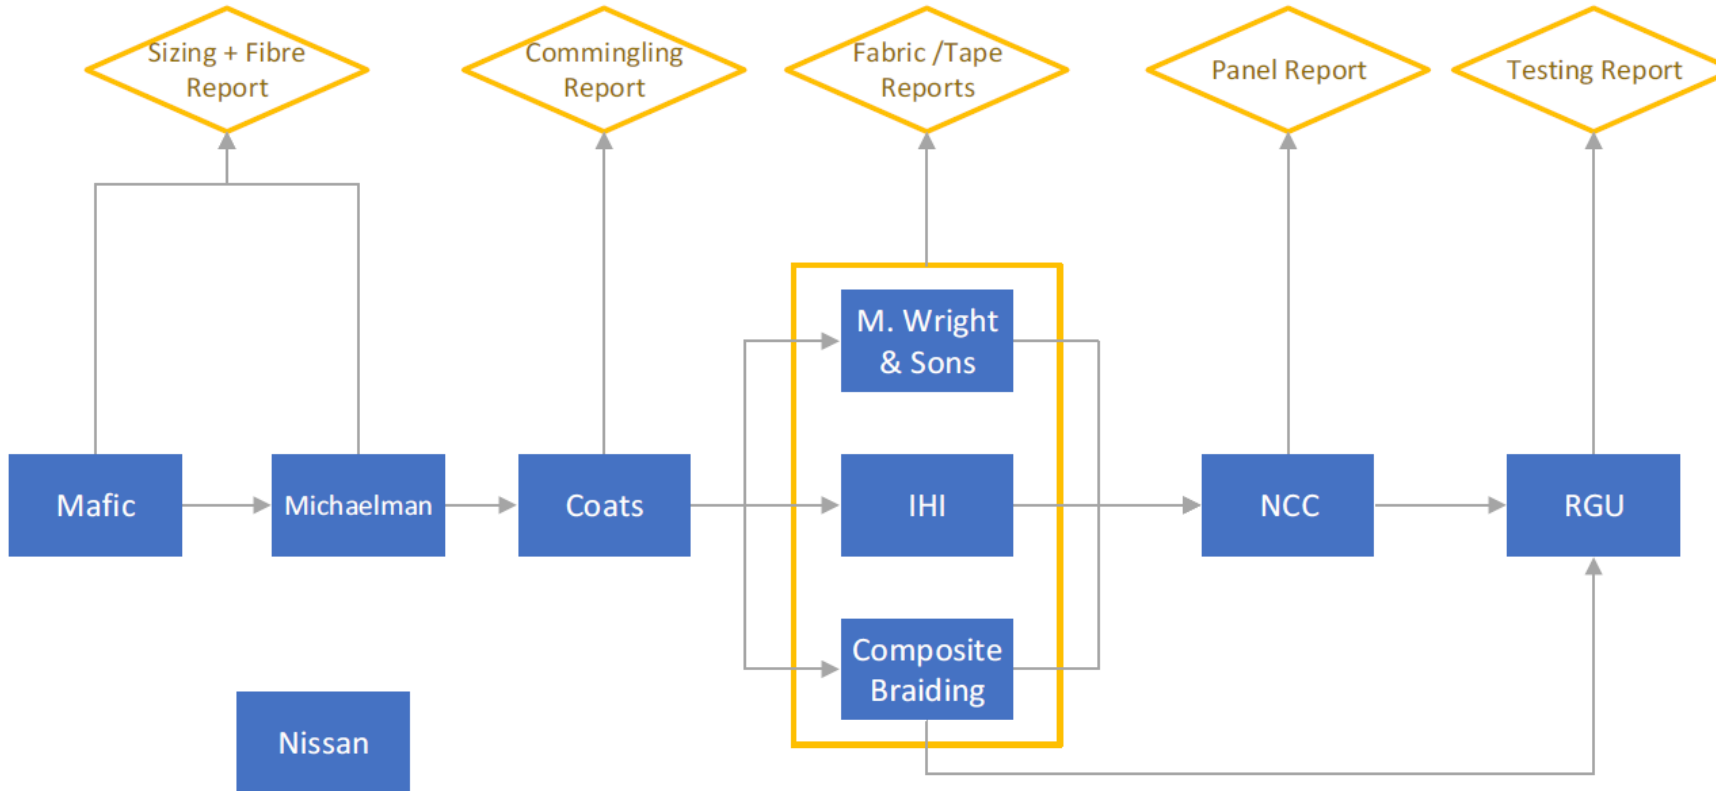 Sizing + Fibre
Report
Commingling
Report
Fabric /Tape
Reports
Panel Report
Testing Report
M. Wright
& Sons
Mafic
Michaelman
Coats
IHI
NCC
RGU
Composite
Braiding
Nissan